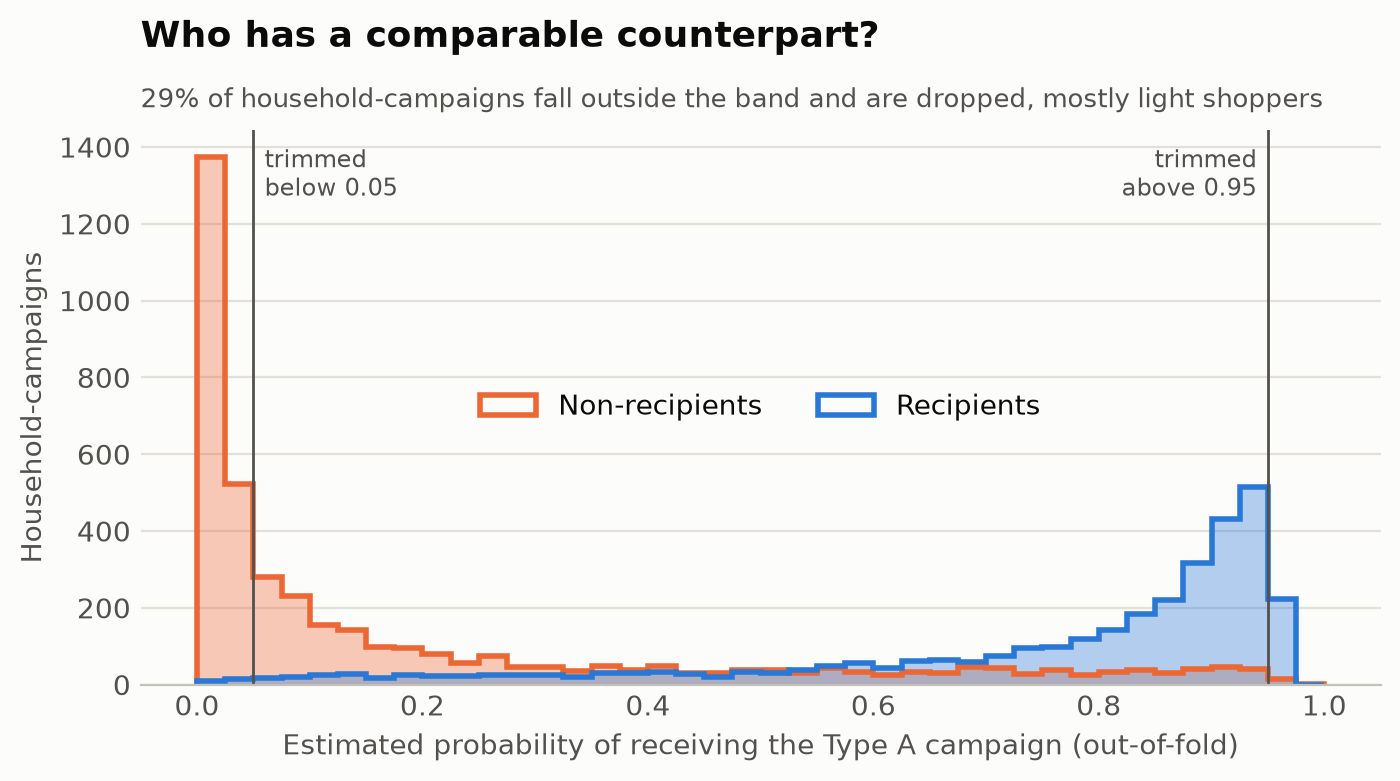 Who has a comparable counterpart?
29% of household-campaigns fall outside the band and are dropped, mostly light shoppers
1400
1200
1000
800
600
400
200
0
Household-campaigns
trimmed
below 0.05
trimmed
above 0.95
Non-recipients
Recipients
0.0
0.2
0.4
0.6
0.8
1.0
Estimated probability of receiving the Type A campaign (out-of-fold)